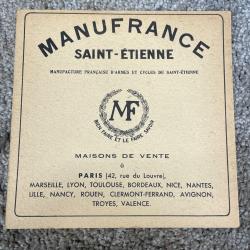 MANUFRANCE
SAINT-ÉTIENNE
MANUFACTURE FRANÇAISE D'ARMES ET CYCLES DE SAINT-ÉTIENNE
MF
BIEN FAIRE ET LE FAIRE SAVOIR
MAISONS DE VENTE
à
PARIS (42, rue du Louvre),
MARSEILLE, LYON, TOULOUSE, BORDEAUX, NICE, NANTES,
LILLE, NANCY, ROUEN, CLERMONT-FERRAND, AVIGNON,
TROYES, VALENCE.